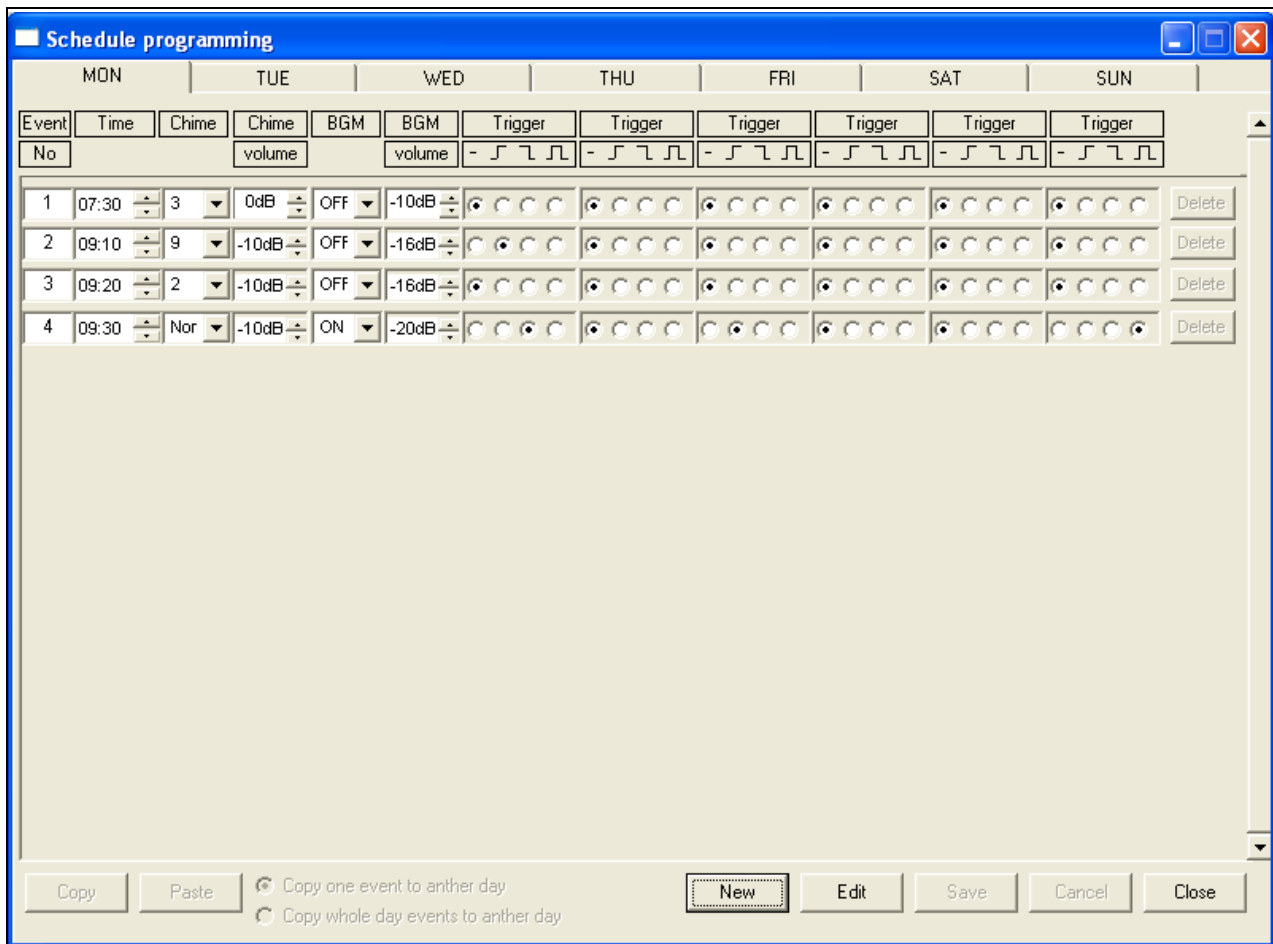 Schedule programming
MON TUE WED THU FRI SAT SUN
Event Time Chime Chime BGM BGM Trigger Trigger Trigger Trigger Trigger Trigger
No volume volume - - - - - -
1 07:30 3 0dB OFF -10dB Delete
2 09:10 9 -10dB OFF -16dB Delete
3 09:20 2 -10dB OFF -16dB Delete
4 09:30 Nor -10dB ON -20dB Delete
Copy Paste Copy one event to anther day New Edit Save Cancel Close
Copy whole day events to anther day